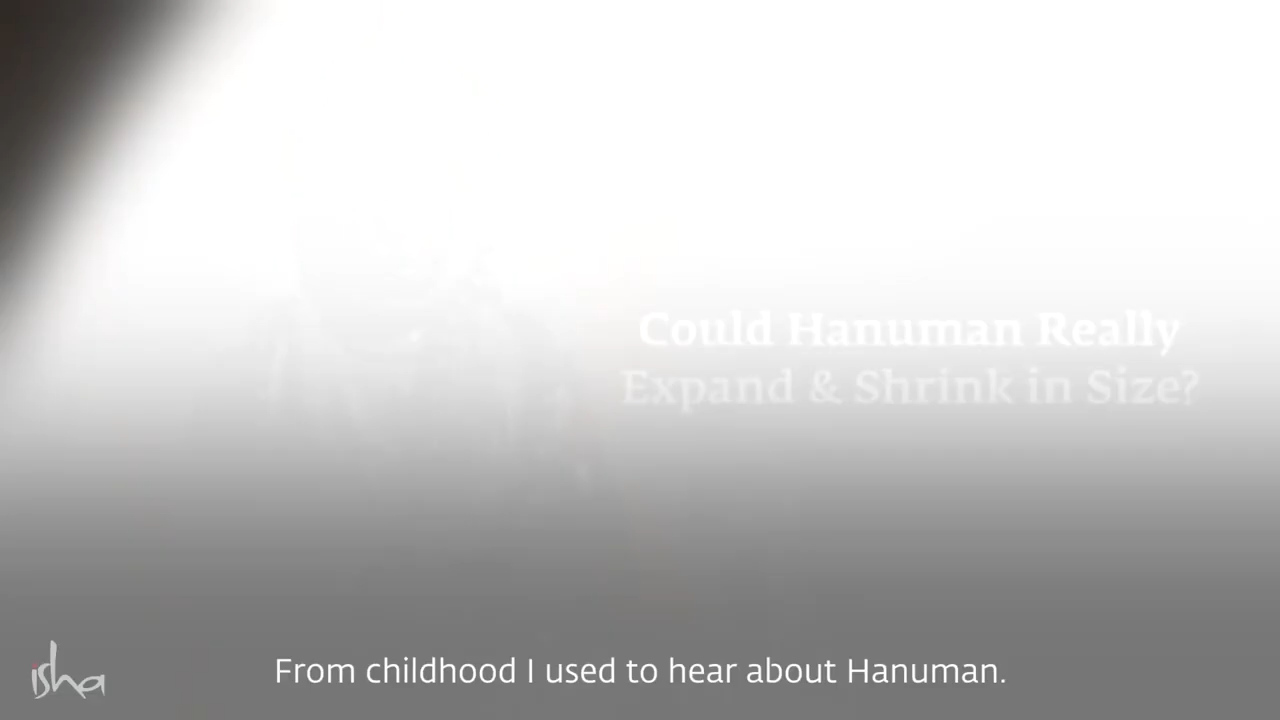 Could Hanuman Really
Expand & Shrink in Size?
isha
From childhood I used to hear about Hanuman.